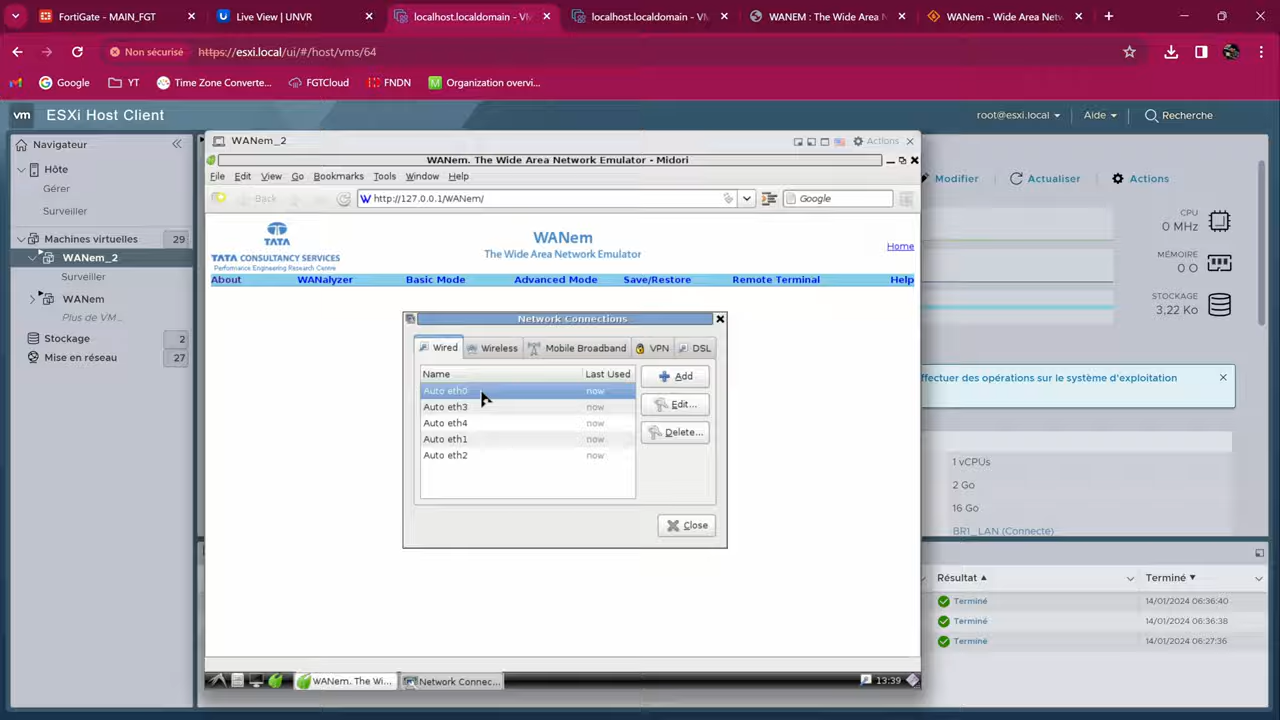 FortiGate - MAIN_FGT
Live View | UNVR
localhost.localdomain - VM
localhost.localdomain - VM
WANEM : The Wide Area N
WANem - Wide Area Netw
Non sécurisé
https://esxi.local/ui/#/host/vms/64
Google
YT
Time Zone Converte...
FGTCloud
FNDN
Organization overvi...
vm
ESXi Host Client
root@esxi.local
Aide
Recherche
Navigateur
Hôte
Gérer
Surveiller
Machines virtuelles
29
WANem_2
Surveiller
WANem
Plus de VM...
Stockage
2
Mise en réseau
27
WANem_2
Actions
WANem. The Wide Area Network Emulator - Midori
File Edit View Go Bookmarks Tools Window Help
Back
http://127.0.0.1/WANem/
Google
TATA
TATA CONSULTANCY SERVICES
Performance Engineering Research Centre
WANem
The Wide Area Network Emulator
Home
About WANalyzer Basic Mode Advanced Mode Save/Restore Remote Terminal Help
Network Connections
Wired Wireless Mobile Broadband VPN DSL
Name Last Used
Auto eth0 now
Auto eth3 now
Auto eth4 now
Auto eth1 now
Auto eth2 now
Add
Edit...
Delete...
Close
WANem. The Wi...
Network Connec...
13:39
Modifier
Actualiser
Actions
CPU
0 MHz
MÉMOIRE
0 O
STOCKAGE
3,22 Ko
ffectuer des opérations sur le système d'exploitation
1 vCPUs
2 Go
16 Go
BR1_LAN (Connecté)
Résultat
Terminé
Terminé 14/01/2024 06:36:40
Terminé 14/01/2024 06:36:38
Terminé 14/01/2024 06:27:36